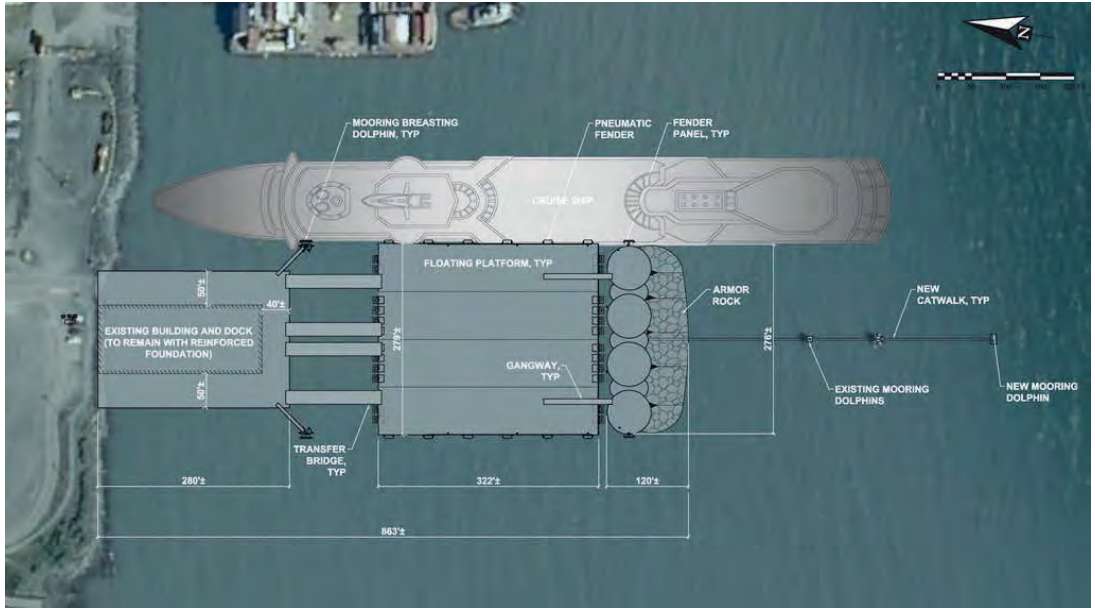 N
MOORING BREASTING
DOLPHIN, TYP
PNEUMATIC
FENDER
FENDER
PANEL, TYP
CRUISE SHIP
FLOATING PLATFORM, TYP
50'±
40'±
EXISTING BUILDING AND DOCK
(TO REMAIN WITH REINFORCED
FOUNDATION)
50'±
279'±
ARMOR
ROCK
NEW
CATWALK, TYP
276'±
GANGWAY,
TYP
EXISTING MOORING
DOLPHINS
NEW MOORING
DOLPHIN
TRANSFER
BRIDGE,
TYP
280'±
322'±
120'±
863'±